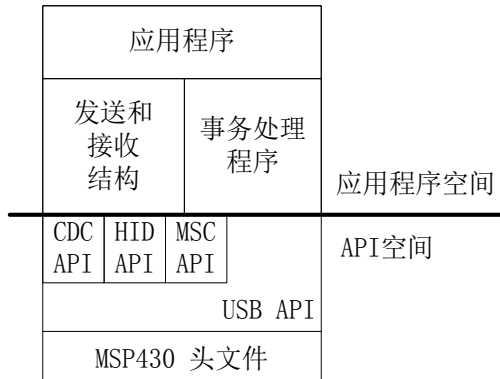 应用程序
发送和
接收
结构
事务处理
程序
应用程序空间
CDC
API
HID
API
MSC
API
API空间
USB API
MSP430 头文件